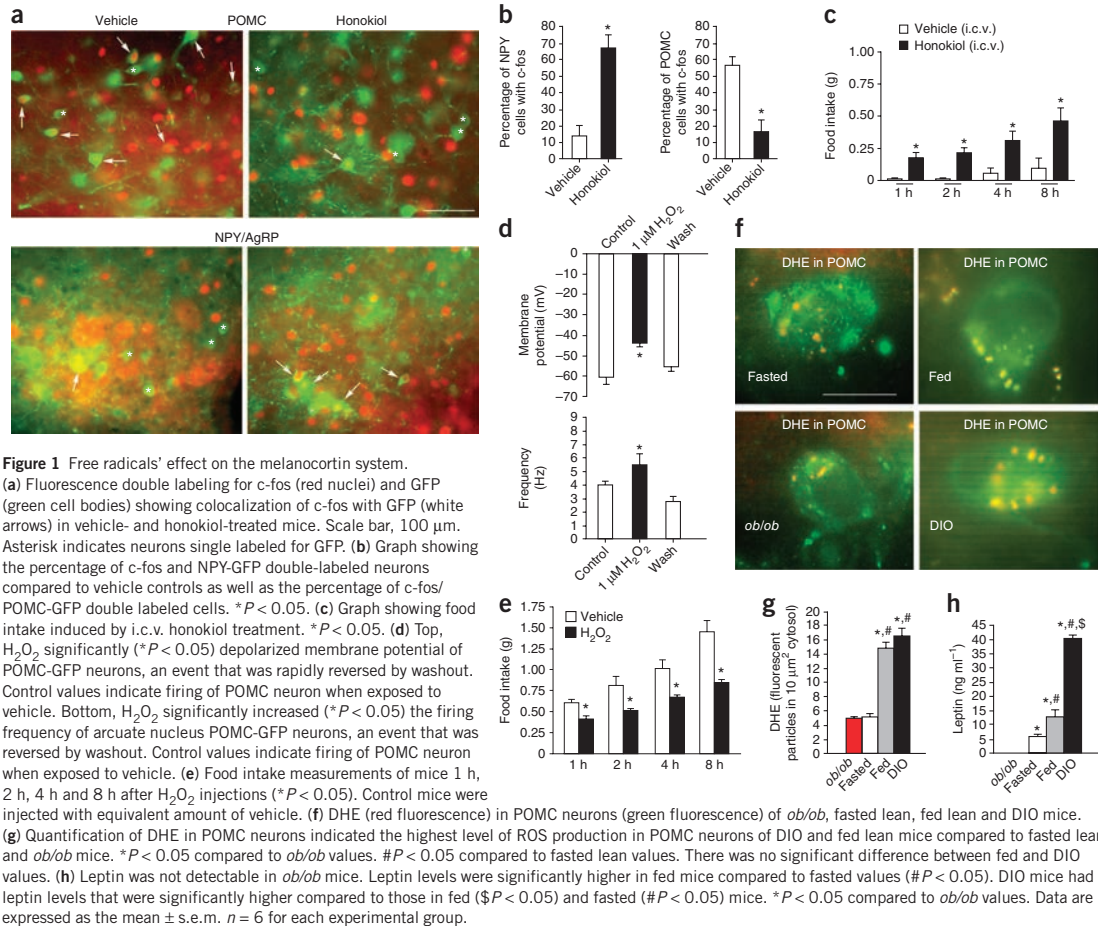 a
Vehicle POMC Honokiol
*
*
*
*
*
*
NPY/AgRP
*
*
*
*
b
Percentage of NPY
cells with c-fos
80
70
60
50
40
30
20
10
0
*
Vehicle
Honokiol
Percentage of POMC
cells with c-fos
80
70
60
50
40
30
20
10
0
*
Vehicle
Honokiol
c
Vehicle (i.c.v.)
Honokiol (i.c.v.)
Food intake (g)
1.00
0.75
0.50
0.25
0
* * * *
1 h 2 h 4 h 8 h
d
Control
1 μM H₂O₂
Wash
Membrane
potential (mV)
0
–10
–20
–30
–40
–50
–60
–70
*
Frequency
(Hz)
9
8
7
6
5
4
3
2
1
0
*
Control
1 μM H₂O₂
Wash
f
DHE in POMC DHE in POMC
Fasted Fed
DHE in POMC DHE in POMC
ob/ob DIO
e
Vehicle
H₂O₂
Food intake (g)
1.75
1.50
1.25
1.00
0.75
0.50
0.25
0
* * * *
1 h 2 h 4 h 8 h
g
DHE (fluorescent
particles in 10 μm² cytosol)
20
18
16
14
12
10
8
6
4
2
0
*,# *,#
ob/ob
Fasted
Fed
DIO
h
Leptin (ng ml⁻¹)
45
40
35
30
25
20
15
10
5
0
* *,# *,#,$
ob/ob
Fasted
Fed
DIO
Figure 1 Free radicals' effect on the melanocortin system.
(a) Fluorescence double labeling for c-fos (red nuclei) and GFP
(green cell bodies) showing colocalization of c-fos with GFP (white
arrows) in vehicle- and honokiol-treated mice. Scale bar, 100 μm.
Asterisk indicates neurons single labeled for GFP. (b) Graph showing
the percentage of c-fos and NPY-GFP double-labeled neurons
compared to vehicle controls as well as the percentage of c-fos/
POMC-GFP double labeled cells. *P < 0.05. (c) Graph showing food
intake induced by i.c.v. honokiol treatment. *P < 0.05. (d) Top,
H₂O₂ significantly (*P < 0.05) depolarized membrane potential of
POMC-GFP neurons, an event that was rapidly reversed by washout.
Control values indicate firing of POMC neuron when exposed to
vehicle. Bottom, H₂O₂ significantly increased (*P < 0.05) the firing
frequency of arcuate nucleus POMC-GFP neurons, an event that was
reversed by washout. Control values indicate firing of POMC neuron
when exposed to vehicle. (e) Food intake measurements of mice 1 h,
2 h, 4 h and 8 h after H₂O₂ injections (*P < 0.05). Control mice were
injected with equivalent amount of vehicle. (f) DHE (red fluorescence) in POMC neurons (green fluorescence) of ob/ob, fasted lean, fed lean and DIO mice.
(g) Quantification of DHE in POMC neurons indicated the highest level of ROS production in POMC neurons of DIO and fed lean mice compared to fasted lean
and ob/ob mice. *P < 0.05 compared to ob/ob values. #P < 0.05 compared to fasted lean values. There was no significant difference between fed and DIO
values. (h) Leptin was not detectable in ob/ob mice. Leptin levels were significantly higher in fed mice compared to fasted values (#P < 0.05). DIO mice had
leptin levels that were significantly higher compared to those in fed ($P < 0.05) and fasted (#P < 0.05) mice. *P < 0.05 compared to ob/ob values. Data are
expressed as the mean ± s.e.m. n = 6 for each experimental group.